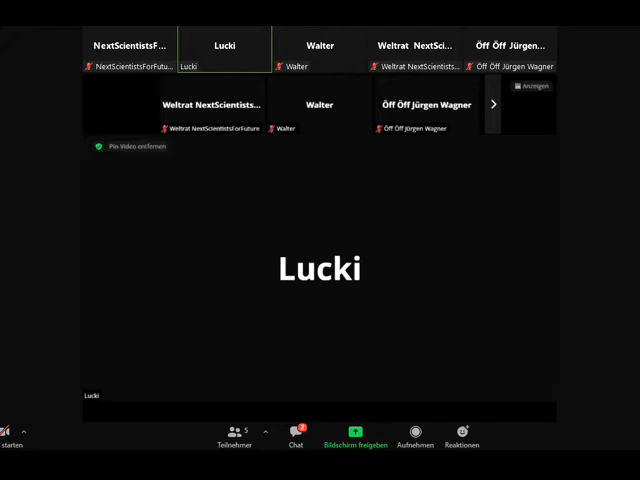 NextScientistsF...
Lucki
Walter
Weltrat NextSci...
Öff Öff Jürgen...
NextScientistsForFutu...
Lucki
Walter
Weltrat NextScientists...
Öff Öff Jürgen Wagner
Anzeigen
Weltrat NextScientists...
Walter
Öff Öff Jürgen Wagner
Weltrat NextScientistsForFuture
Walter
Öff Öff Jürgen Wagner
Pin Video entfernen
Lucki
Lucki
5
2
starten
Teilnehmer
Chat
Bildschirm freigeben
Aufnehmen
Reaktionen